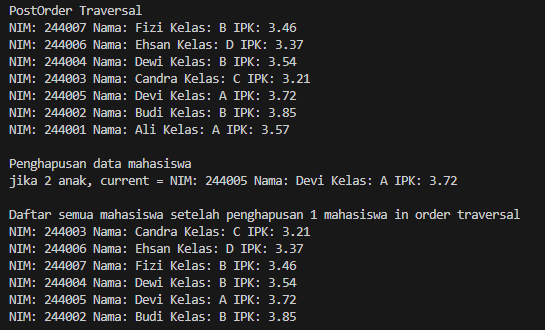 PostOrder Traversal
NIM: 244007 Nama: Fizi Kelas: B IPK: 3.46
NIM: 244006 Nama: Ehsan Kelas: D IPK: 3.37
NIM: 244004 Nama: Dewi Kelas: B IPK: 3.54
NIM: 244003 Nama: Candra Kelas: C IPK: 3.21
NIM: 244005 Nama: Devi Kelas: A IPK: 3.72
NIM: 244002 Nama: Budi Kelas: B IPK: 3.85
NIM: 244001 Nama: Ali Kelas: A IPK: 3.57

Penghapusan data mahasiswa
jika 2 anak, current = NIM: 244005 Nama: Devi Kelas: A IPK: 3.72

Daftar semua mahasiswa setelah penghapusan 1 mahasiswa in order traversal
NIM: 244003 Nama: Candra Kelas: C IPK: 3.21
NIM: 244006 Nama: Ehsan Kelas: D IPK: 3.37
NIM: 244007 Nama: Fizi Kelas: B IPK: 3.46
NIM: 244004 Nama: Dewi Kelas: B IPK: 3.54
NIM: 244005 Nama: Devi Kelas: A IPK: 3.72
NIM: 244002 Nama: Budi Kelas: B IPK: 3.85